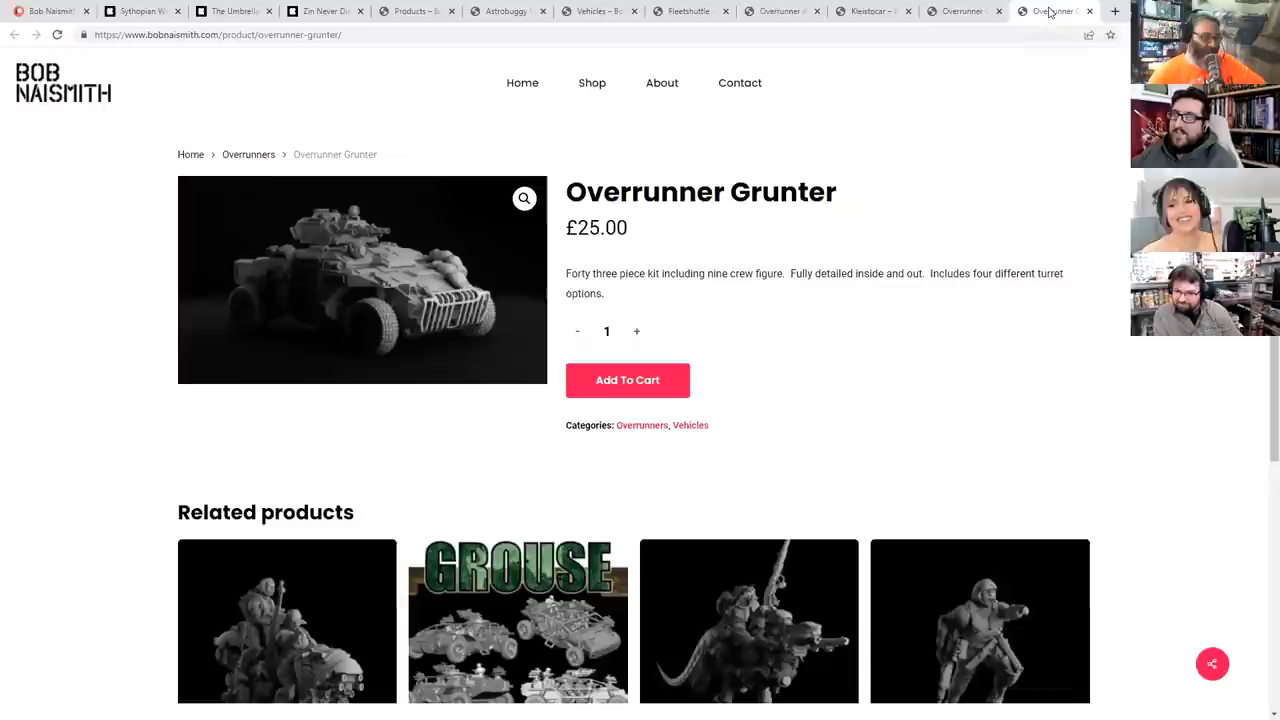 Bob Naismit
Sythopian W
The Umbrell
Zin Never Di
Products – B
Astrobuggy
Vehicles – B
Fleetshuttle
Overrunner
Kleistocar –
Overrunner
Overrunner G
https://www.bobnaismith.com/product/overrunner-grunter/
BOB
NAISMITH
Home
Shop
About
Contact
Home › Overrunners › Overrunner Grunter
Overrunner Grunter
£25.00
Forty three piece kit including nine crew figure. Fully detailed inside and out. Includes four different turret
options.
- 1 +
Add To Cart
Categories: Overrunners, Vehicles
Related products
GROUSE